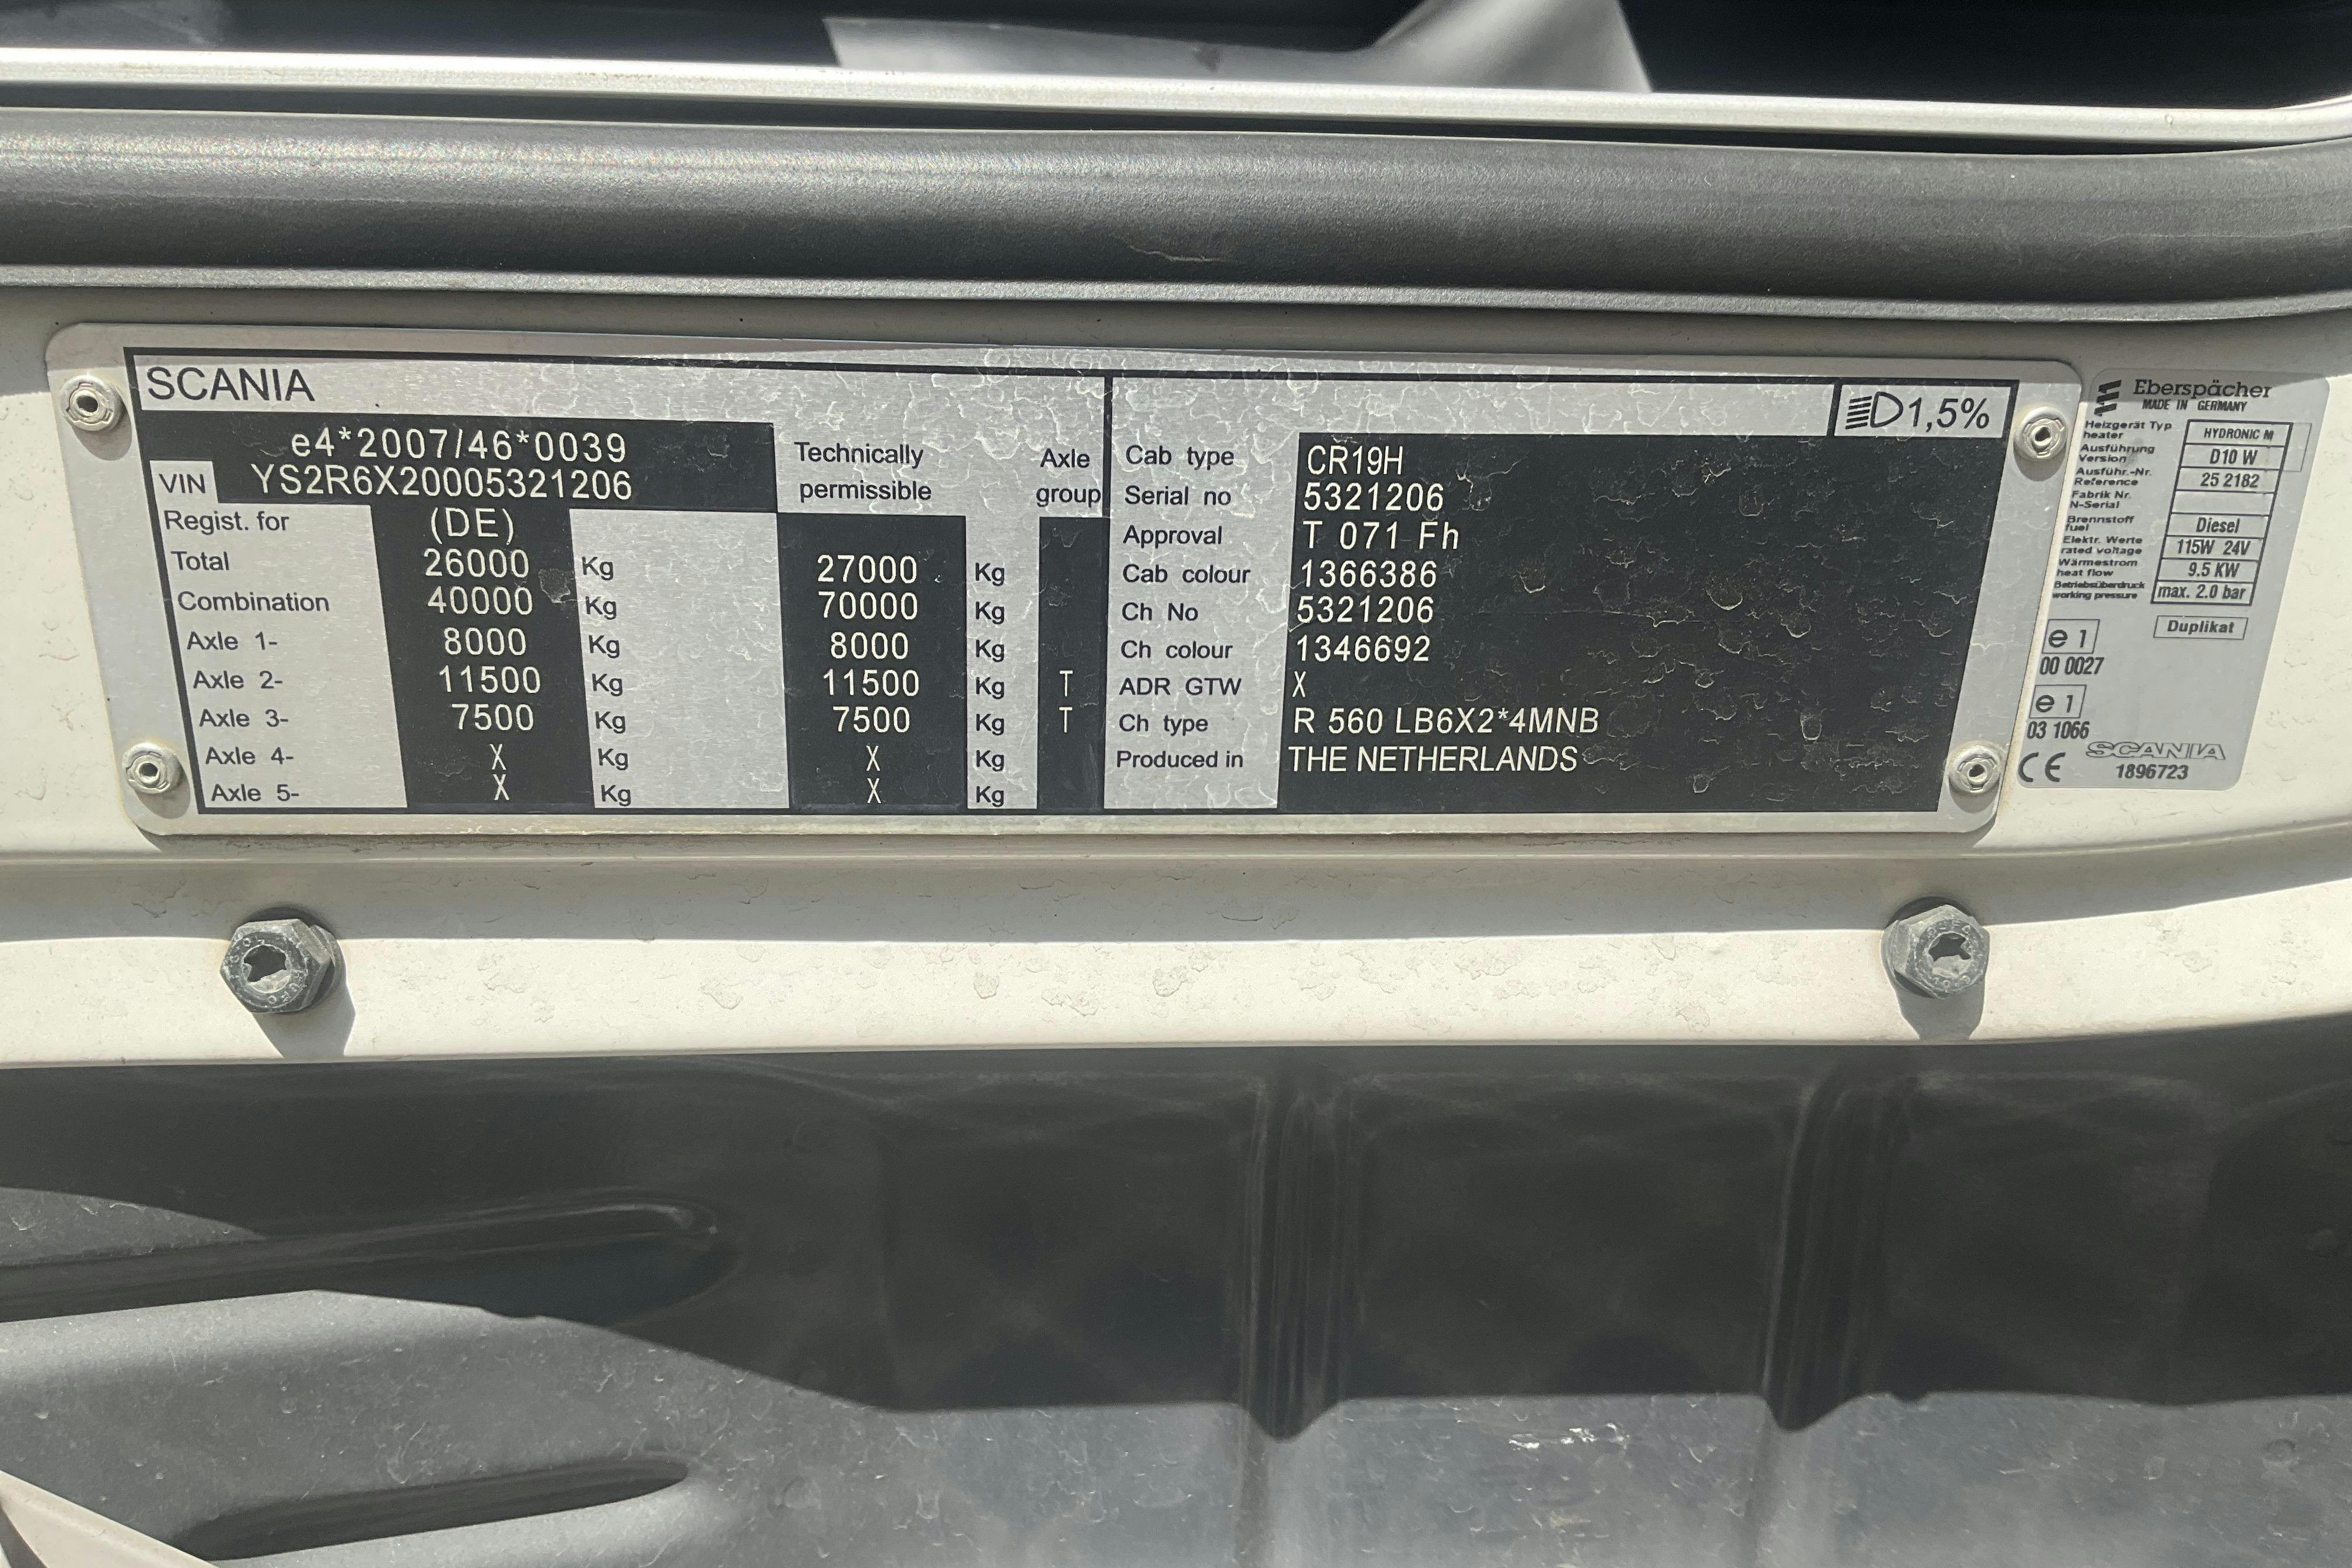 SCANIA
e4*2007/46*0039
VIN YS2R6X20005321206
Technically permissible
Axle group
Regist. for (DE)
Total 26000 Kg 27000 Kg
Combination 40000 Kg 70000 Kg
Axle 1- 8000 Kg 8000 Kg
Axle 2- 11500 Kg 11500 Kg T
Axle 3- 7500 Kg 7500 Kg T
Axle 4- X Kg X Kg
Axle 5- X Kg X Kg
1,5%
Cab type CR19H
Serial no 5321206
Approval T 071 Fh
Cab colour 1366386
Ch No 5321206
Ch colour 1346692
ADR GTW X
Ch type R 560 LB6X2*4MNB
Produced in THE NETHERLANDS
Eberspächer
MADE IN GERMANY
Heizgerät Typ
heater HYDRONIC M
Ausführung
Version D10 W
Ausführ.-Nr.
Reference 25 2182
Fabrik Nr.
N-Serial
Brennstoff
fuel Diesel
Elektr. Werte
rated voltage 115W 24V
Wärmestrom
heat flow 9.5 KW
Betriebsüberdruck
working pressure max. 2.0 bar
Duplikat
e1
00 0027
e1
03 1066
CE
SCANIA
1896723